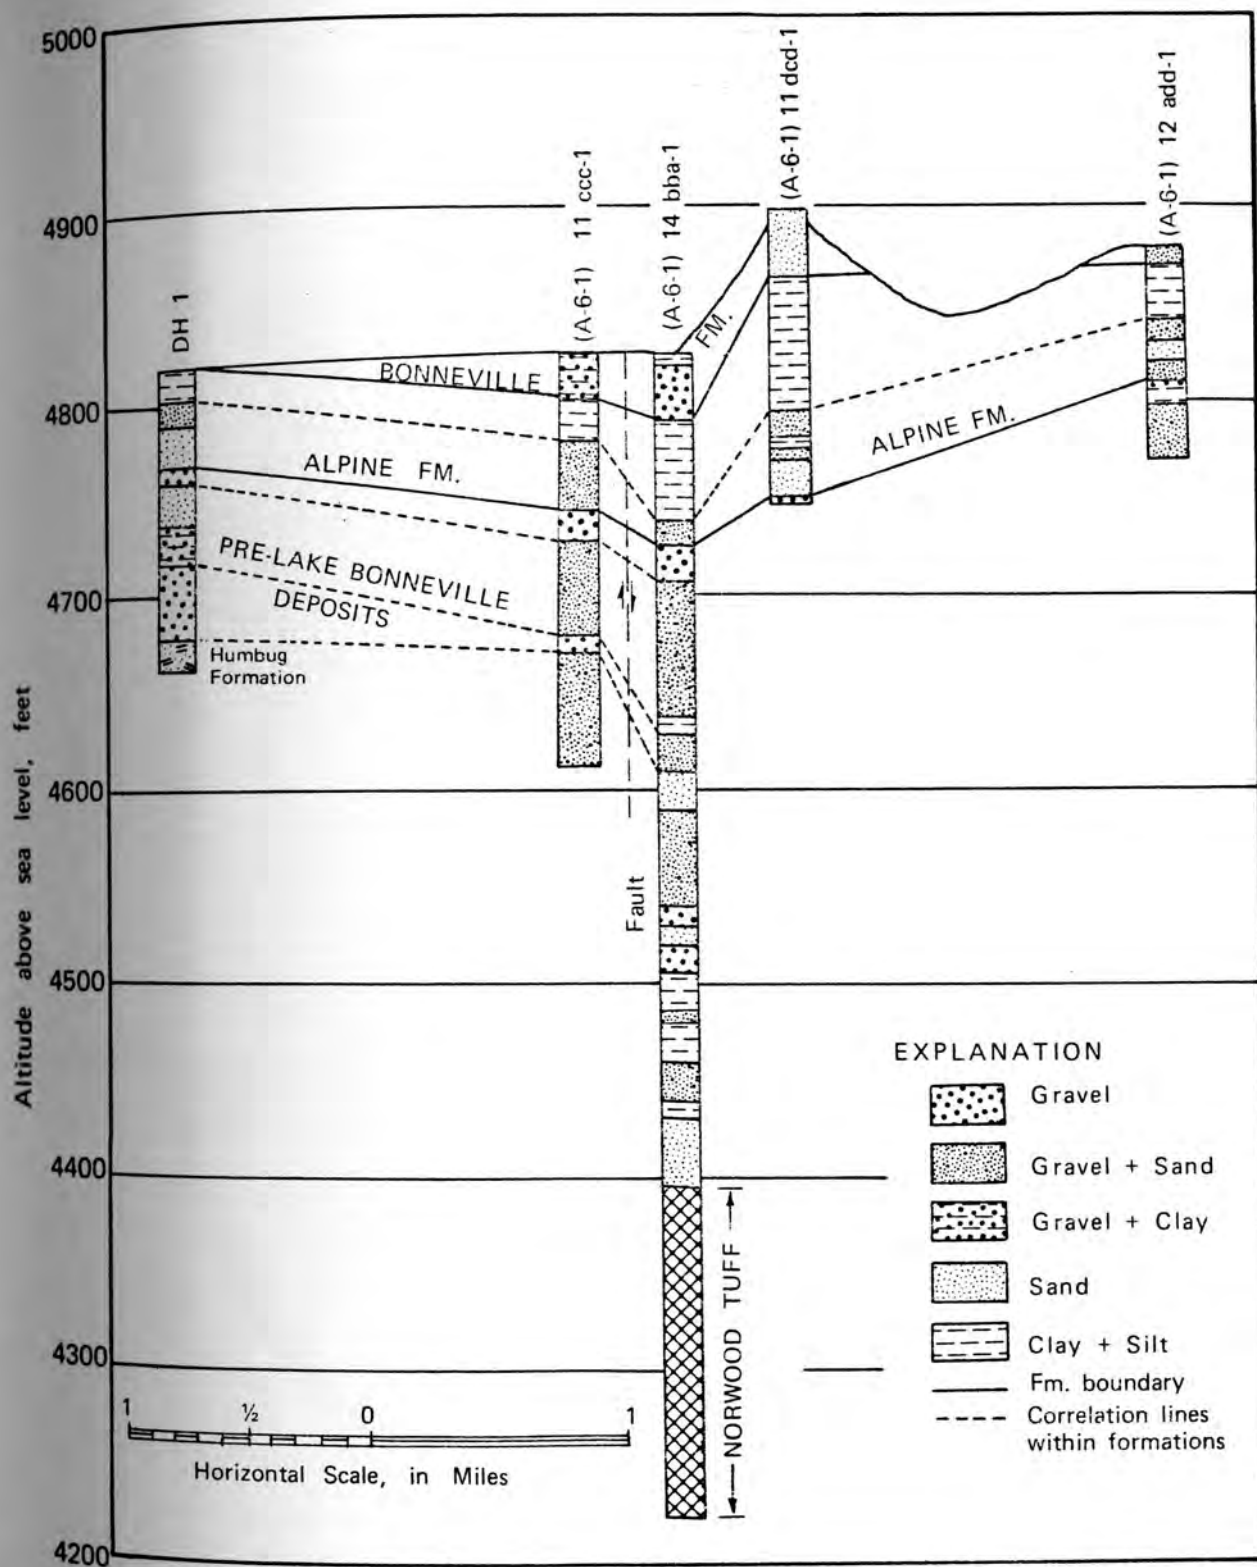 5000
4900
4800
4700
4600
4500
4400
4300
4200
Altitude above sea level, feet
DH 1
(A-6-1) 11 ccc-1
(A-6-1) 14 bba-1
(A-6-1) 11 dcd-1
(A-6-1) 12 add-1
BONNEVILLE
FM.
ALPINE FM.
ALPINE FM.
PRE-LAKE BONNEVILLE
DEPOSITS
Humbug
Formation
Fault
NORWOOD TUFF
EXPLANATION
Gravel
Gravel + Sand
Gravel + Clay
Sand
Clay + Silt
Fm. boundary
Correlation lines
within formations
1 ½ 0 1
Horizontal Scale, in Miles